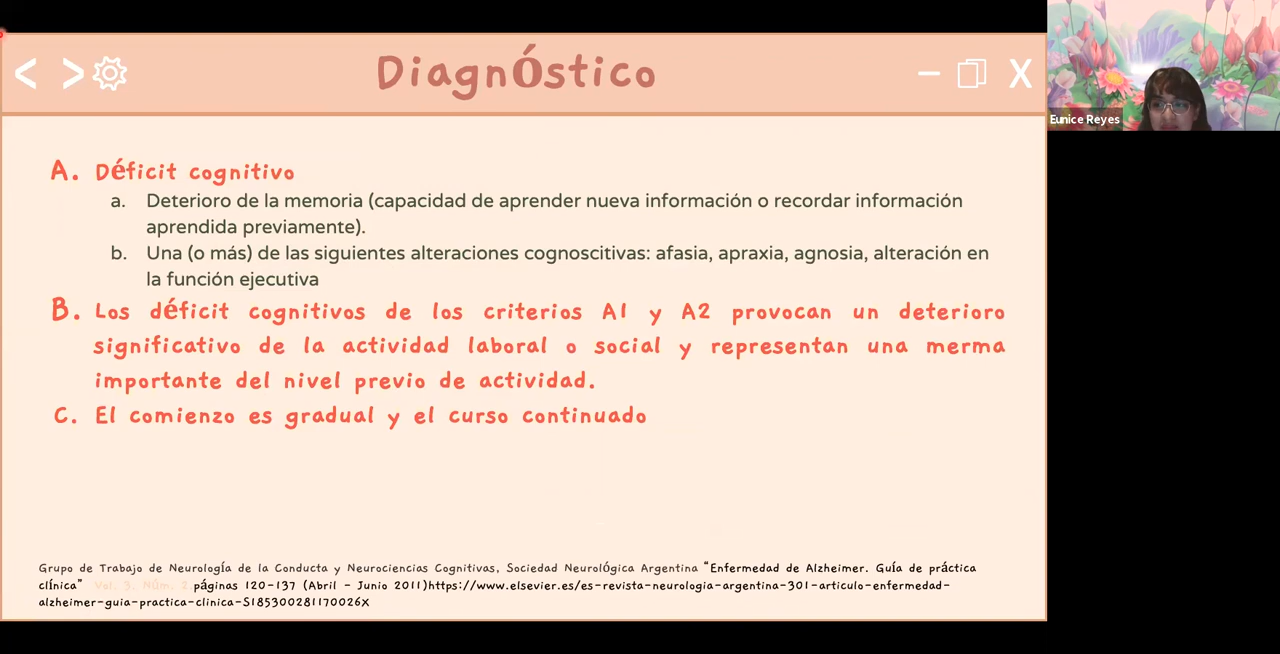 Diagnóstico
A. Déficit cognitivo
a. Deterioro de la memoria (capacidad de aprender nueva información o recordar información
aprendida previamente).
b. Una (o más) de las siguientes alteraciones cognoscitivas: afasia, apraxia, agnosia, alteración en
la función ejecutiva
B. Los déficit cognitivos de los criterios A1 y A2 provocan un deterioro
significativo de la actividad laboral o social y representan una merma
importante del nivel previo de actividad.
C. El comienzo es gradual y el curso continuado
Grupo de Trabajo de Neurología de la Conducta y Neurociencias Cognitivas, Sociedad Neurológica Argentina “Enfermedad de Alzheimer. Guía de práctica
clínica” Vol. 3. Núm. 2. páginas 120-137 (Abril - Junio 2011)https://www.elsevier.es/es-revista-neurologia-argentina-301-articulo-enfermedad-
alzheimer-guia-practica-clinica-S185300281170026X
Eunice Reyes